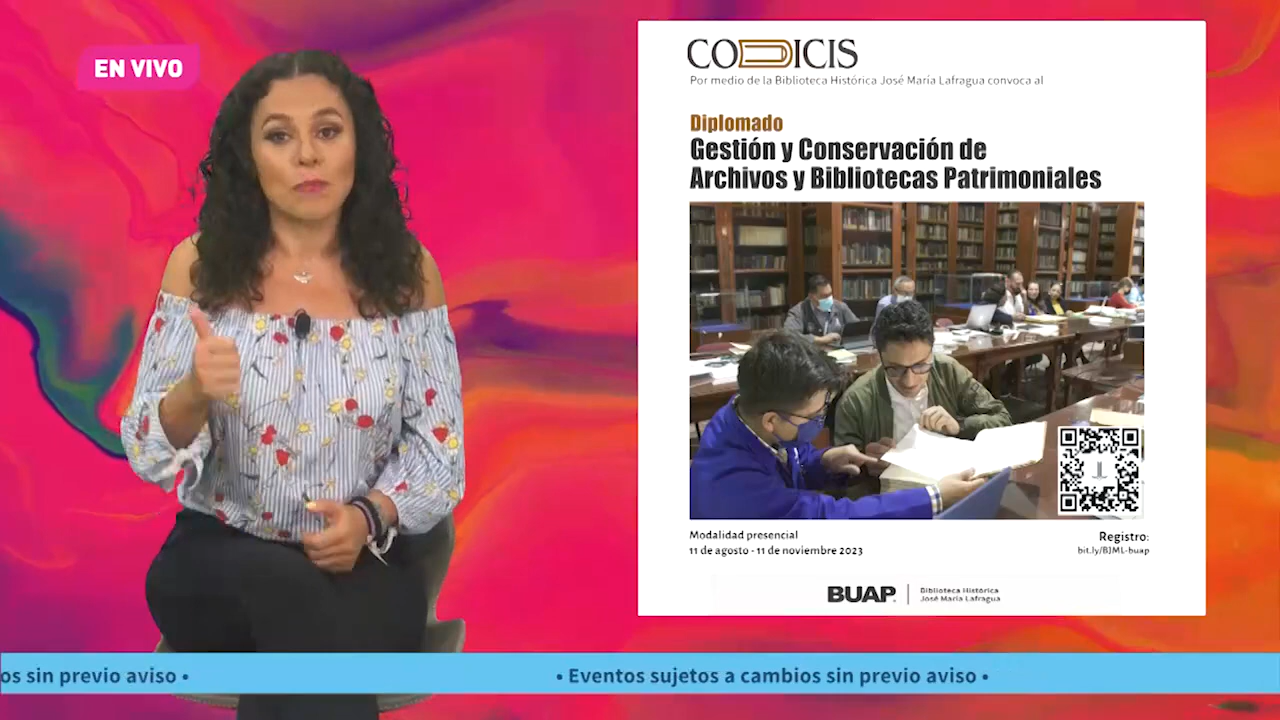 EN VIVO
CODICIS
Por medio de la Biblioteca Histórica José María Lafragua convoca al
Diplomado
Gestión y Conservación de
Archivos y Bibliotecas Patrimoniales
Modalidad presencial
11 de agosto - 11 de noviembre 2023
Registro:
bit.ly/BJML-buap
BUAP
Biblioteca Histórica
José María Lafragua
os sin previo aviso •
• Eventos sujetos a cambios sin previo aviso •